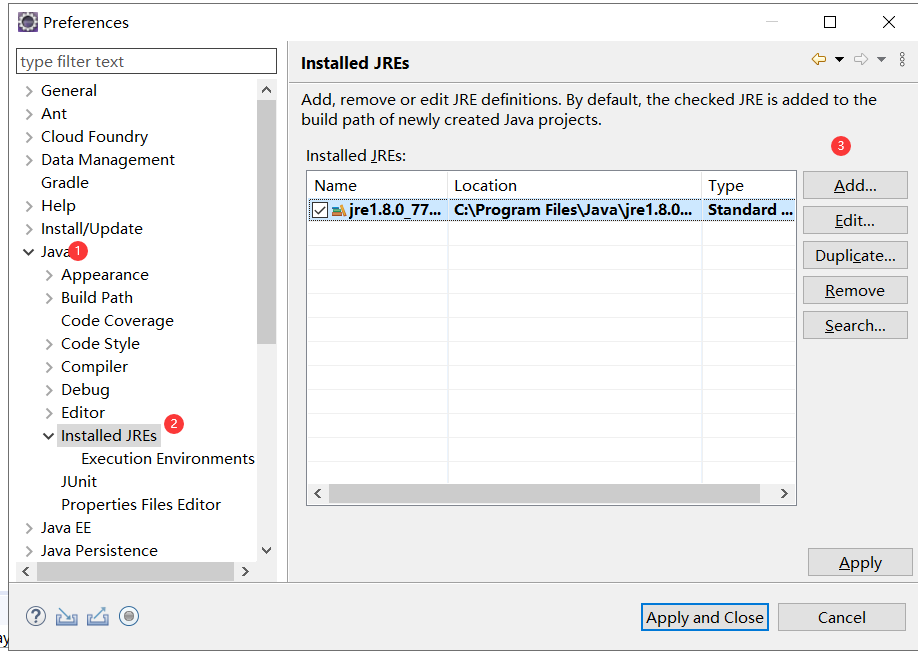 Preferences
type filter text
General
Ant
Cloud Foundry
Data Management
Gradle
Help
Install/Update
Java 1
Appearance
Build Path
Code Coverage
Code Style
Compiler
Debug
Editor
Installed JREs 2
Execution Environments
JUnit
Properties Files Editor
Java EE
Java Persistence
Installed JREs
Add, remove or edit JRE definitions. By default, the checked JRE is added to the
build path of newly created Java projects.
Installed JREs:
3
Name Location Type
jre1.8.0_77... C:\Program Files\Java\jre1.8.0... Standard ...
Add...
Edit...
Duplicate...
Remove
Search...
Apply
Apply and Close
Cancel